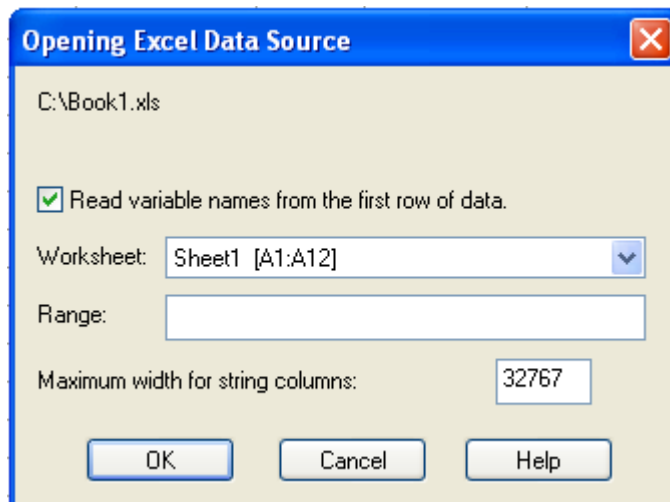 Opening Excel Data Source
C:\Book1.xls
Read variable names from the first row of data.
Worksheet: Sheet1 [A1:A12]
Range:
Maximum width for string columns: 32767
OK Cancel Help